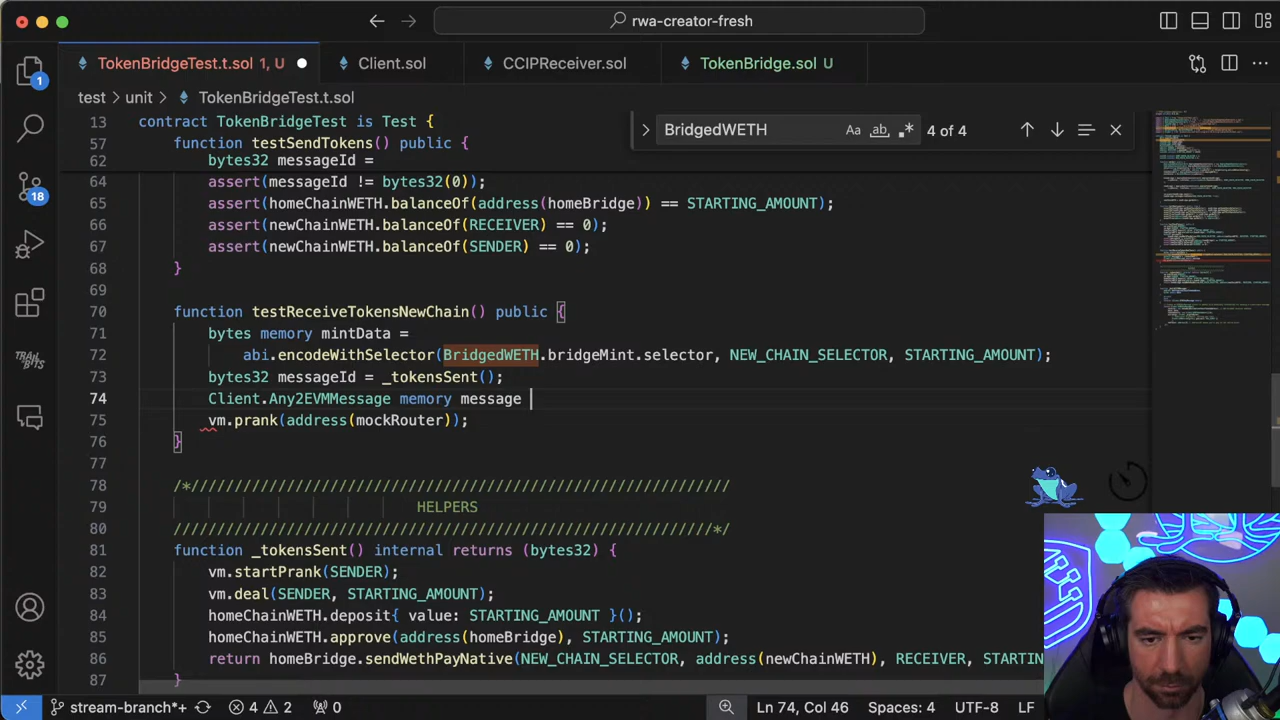 rwa-creator-fresh
TokenBridgeTest.t.sol 1, U
Client.sol
CCIPReceiver.sol
TokenBridge.sol U
test > unit > TokenBridgeTest.t.sol
BridgedWETH
Aa ab .* 4 of 4
13 contract TokenBridgeTest is Test {
57 function testSendTokens() public {
62 bytes32 messageId =
64 assert(messageId != bytes32(0));
65 assert(homeChainWETH.balanceOf(address(homeBridge)) == STARTING_AMOUNT);
66 assert(newChainWETH.balanceOf(RECEIVER) == 0);
67 assert(newChainWETH.balanceOf(SENDER) == 0);
68 }
69
70 function testReceiveTokensNewChain() public {
71 bytes memory mintData =
72 abi.encodeWithSelector(BridgedWETH.bridgeMint.selector, NEW_CHAIN_SELECTOR, STARTING_AMOUNT);
73 bytes32 messageId = _tokensSent();
74 Client.Any2EVMMessage memory message
75 vm.prank(address(mockRouter));
76 }
77
78 /*//////////////////////////////////////////////////////////////
79 HELPERS
80 //////////////////////////////////////////////////////////////*/
81 function _tokensSent() internal returns (bytes32) {
82 vm.startPrank(SENDER);
83 vm.deal(SENDER, STARTING_AMOUNT);
84 homeChainWETH.deposit{ value: STARTING_AMOUNT }();
85 homeChainWETH.approve(address(homeBridge), STARTING_AMOUNT);
86 return homeBridge.sendWethPayNative(NEW_CHAIN_SELECTOR, address(newChainWETH), RECEIVER, STARTIN
87 }
1
18
TRAIL OF BITS
stream-branch*+ 4 2 0 Ln 74, Col 46 Spaces: 4 UTF-8 LF